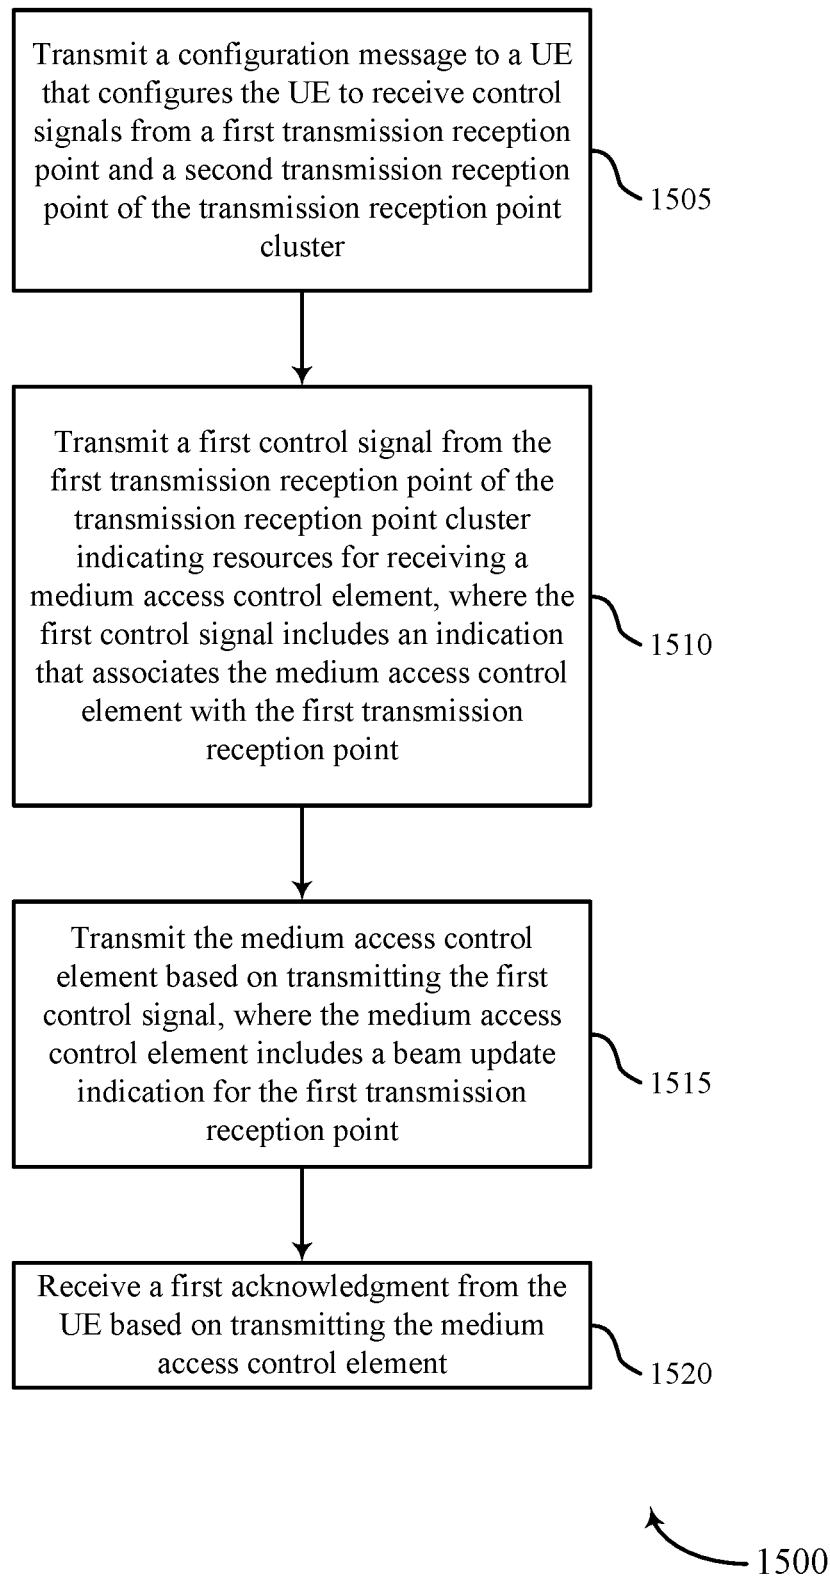 Transmit a configuration message to a UE
that configures the UE to receive control
signals from a first transmission reception
point and a second transmission reception
point of the transmission reception point
cluster
1505
Transmit a first control signal from the
first transmission reception point of the
transmission reception point cluster
indicating resources for receiving a
medium access control element, where the
first control signal includes an indication
that associates the medium access control
element with the first transmission
reception point
1510
Transmit the medium access control
element based on transmitting the first
control signal, where the medium access
control element includes a beam update
indication for the first transmission
reception point
1515
Receive a first acknowledgment from the
UE based on transmitting the medium
access control element
1520
1500